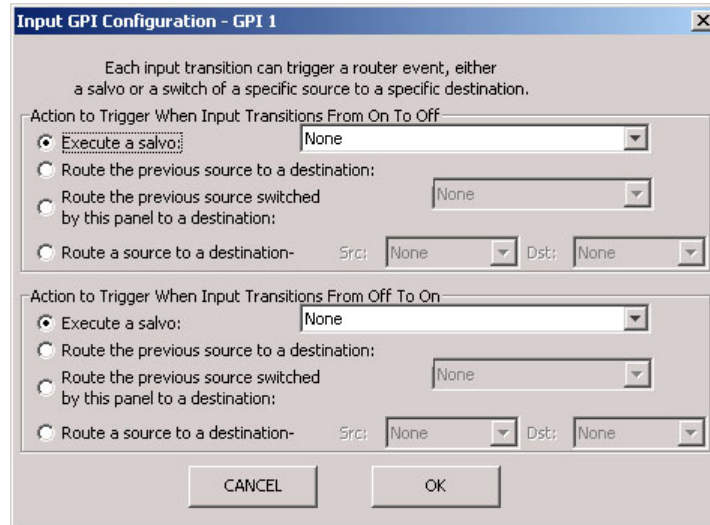 Input GPI Configuration - GPI 1
Each input transition can trigger a router event, either
a salvo or a switch of a specific source to a specific destination.
Action to Trigger When Input Transitions From On To Off
Execute a salvo: None
Route the previous source to a destination:
Route the previous source switched
by this panel to a destination:
None
Route a source to a destination- Src: None Dst: None
Action to Trigger When Input Transitions From Off To On
Execute a salvo: None
Route the previous source to a destination:
Route the previous source switched
by this panel to a destination:
None
Route a source to a destination- Src: None Dst: None
CANCEL OK